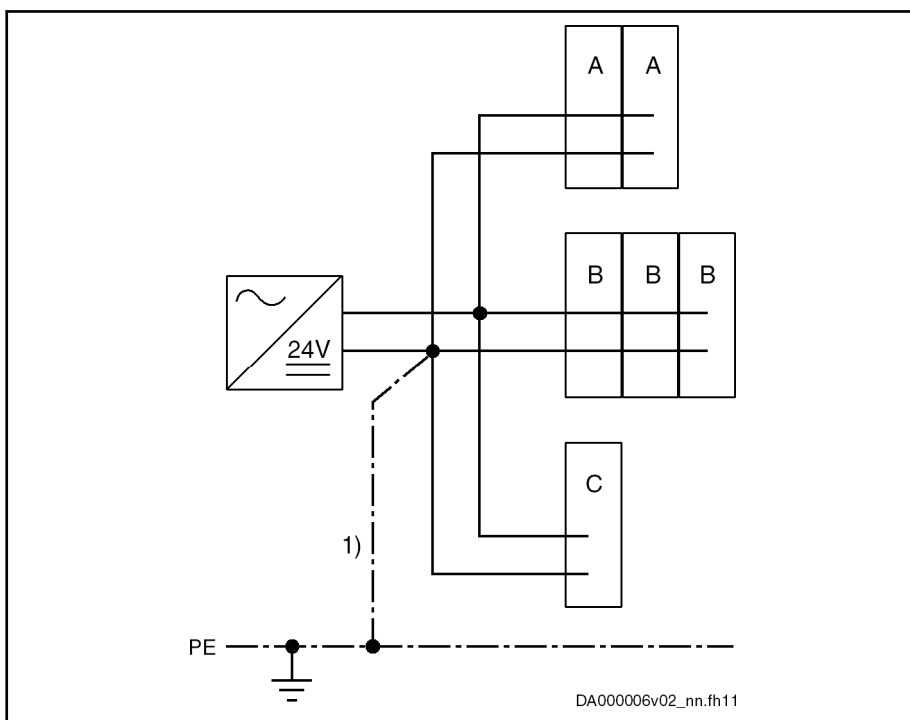 A A
B B B
24V
C
1)
PE
DA000006v02_nn.fh11